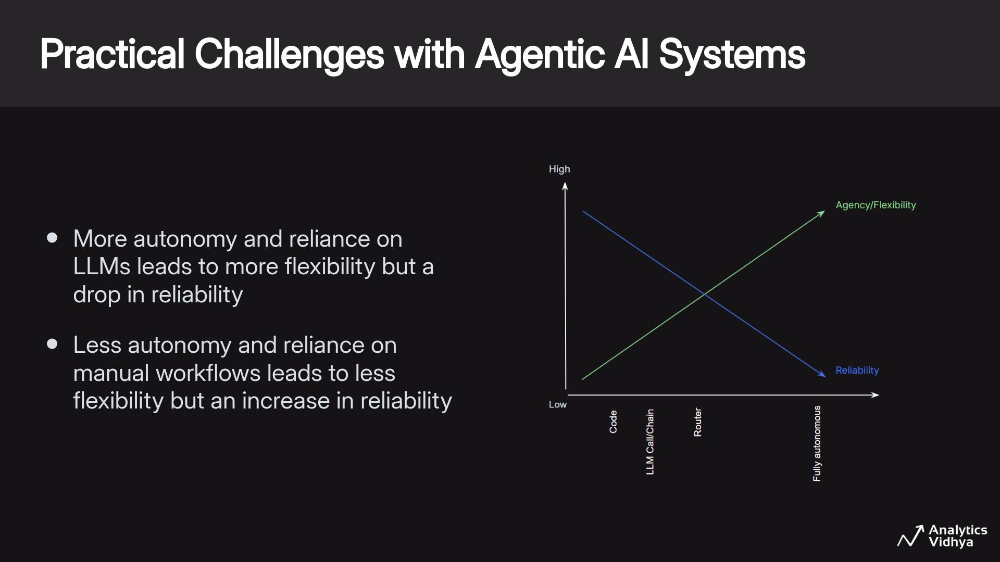 Practical Challenges with Agentic AI Systems
More autonomy and reliance on
LLMs leads to more flexibility but a
drop in reliability
Less autonomy and reliance on
manual workflows leads to less
flexibility but an increase in reliability
High
Agency/Flexibility
Reliability
Low
Code
LLM Call/Chain
Router
Fully autonomous
Analytics
Vidhya